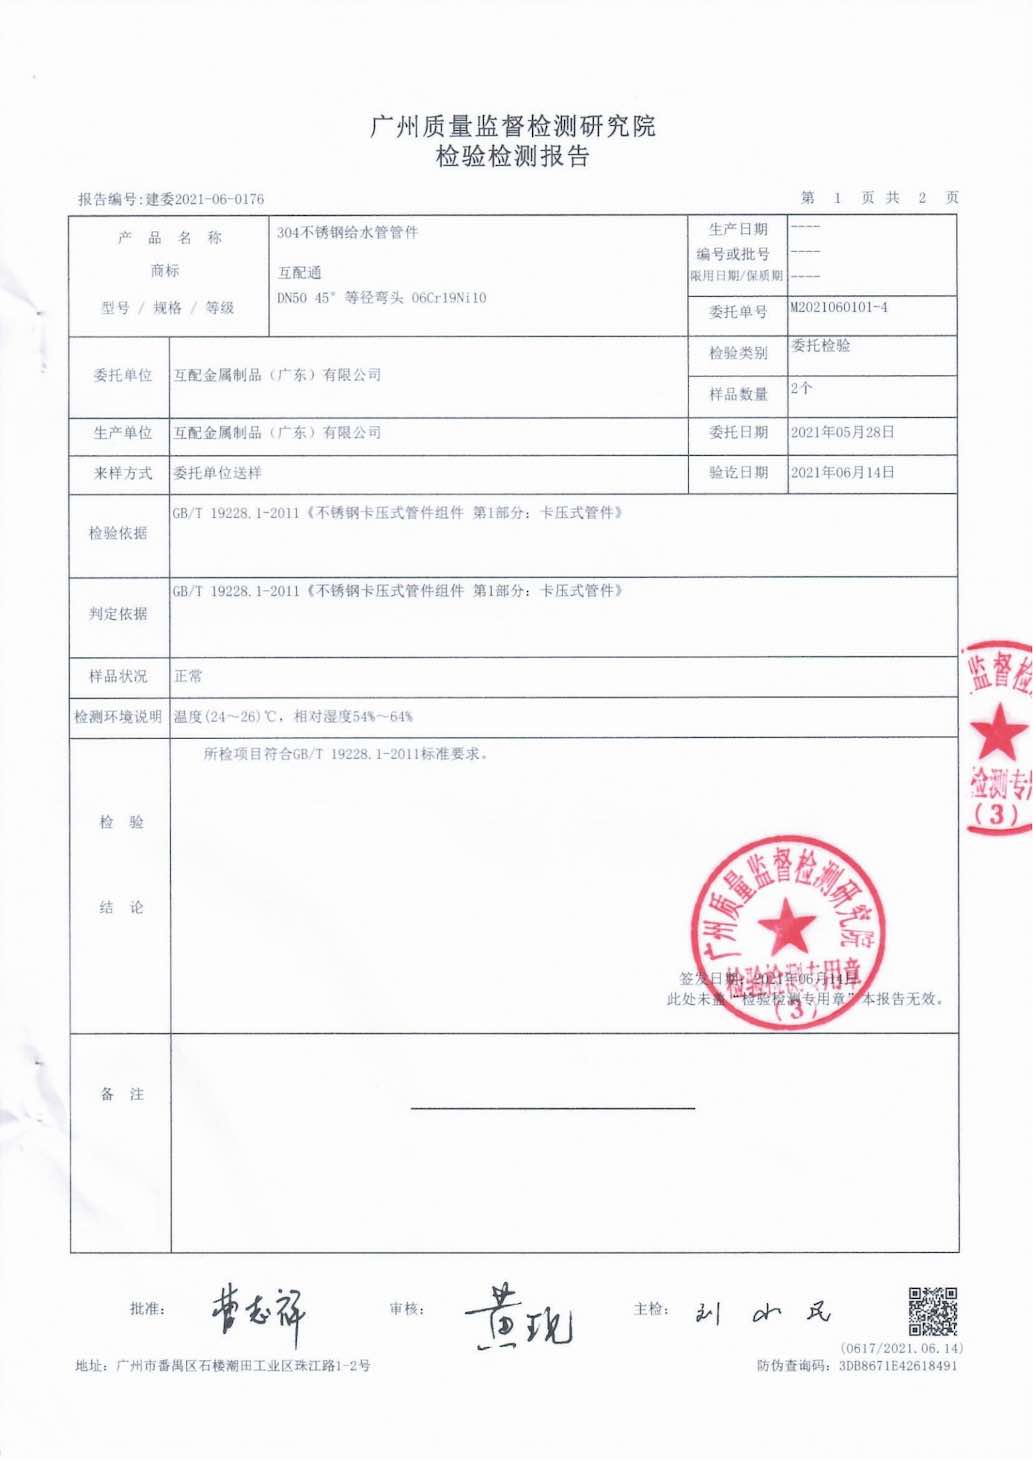 广州质量监督检测研究院
检验检测报告
报告编号:建委2021-06-0176
第 1 页 共 2 页
产品名称 304不锈钢给水管管件
商标 互配通
型号 / 规格 / 等级 DN50 45° 等径弯头 06Cr19Ni10
生产日期 ----
编号或批号 ----
限用日期/保质期 ----
委托单号 M2021060101-4
委托单位 互配金属制品（广东）有限公司
检验类别 委托检验
样品数量 2个
生产单位 互配金属制品（广东）有限公司
委托日期 2021年05月28日
来样方式 委托单位送样
验讫日期 2021年06月14日
检验依据 GB/T 19228.1-2011《不锈钢卡压式管件组件 第1部分：卡压式管件》
判定依据 GB/T 19228.1-2011《不锈钢卡压式管件组件 第1部分：卡压式管件》
样品状况 正常
检测环境说明 温度(24～26)℃，相对湿度54%～64%
检验结论
所检项目符合GB/T 19228.1-2011标准要求。
广州质量监督检测研究院
检验检测专用章
(3)
签发日期：2021年06月14日
此处未盖“检验检测专用章”本报告无效。
监督检
检测专用
(3)
备注
批准： 曹志祥
审核： 黄现
主检： 刘小民
(0617/2021.06.14)
地址：广州市番禺区石楼潮田工业区珠江路1-2号
防伪查询码：3DB8671E42618491